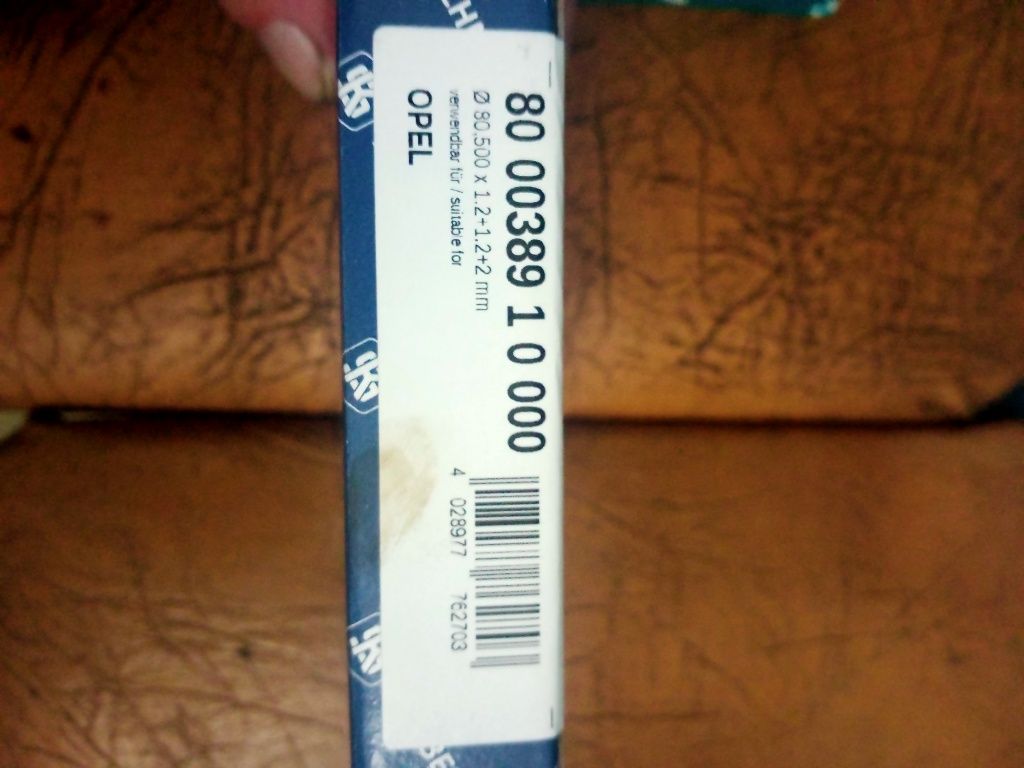 80 00389 1 0 000
Ø 80.500 x 1.2+1.2+2 mm
verwendbar für / suitable for
OPEL
4 028977 762703